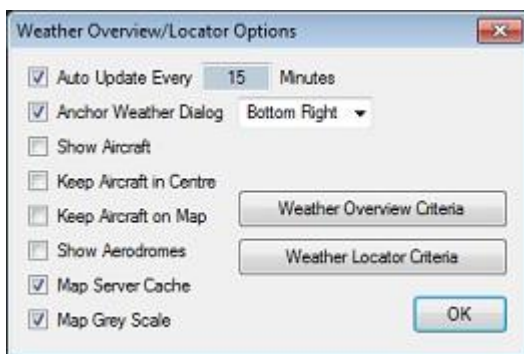 Weather Overview/Locator Options
Auto Update Every 15 Minutes
Anchor Weather Dialog Bottom Right
Show Aircraft
Keep Aircraft in Centre
Keep Aircraft on Map
Weather Overview Criteria
Show Aerodromes
Weather Locator Criteria
Map Server Cache
Map Grey Scale
OK